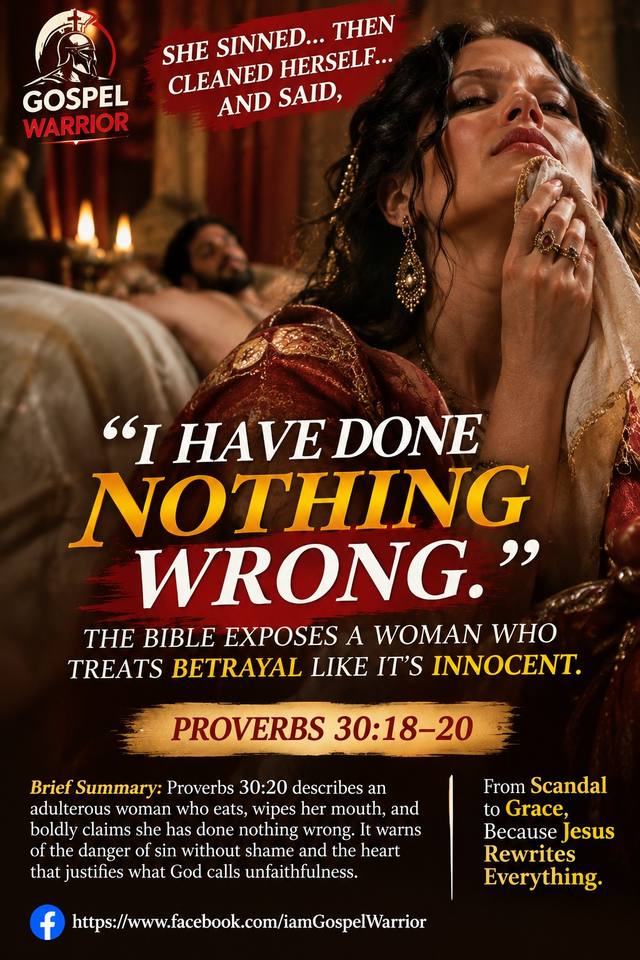 GOSPEL
WARRIOR
SHE SINNED... THEN
CLEANED HERSELF...
AND SAID,
“I HAVE DONE
NOTHING
WRONG.”
THE BIBLE EXPOSES A WOMAN WHO
TREATS BETRAYAL LIKE IT’S INNOCENT.
PROVERBS 30:18–20
Brief Summary: Proverbs 30:20 describes an
adulterous woman who eats, wipes her mouth, and
boldly claims she has done nothing wrong. It warns
of the danger of sin without shame and the heart
that justifies what God calls unfaithfulness.
From Scandal
to Grace,
Because Jesus
Rewrites
Everything.
https://www.facebook.com/iamGospelWarrior